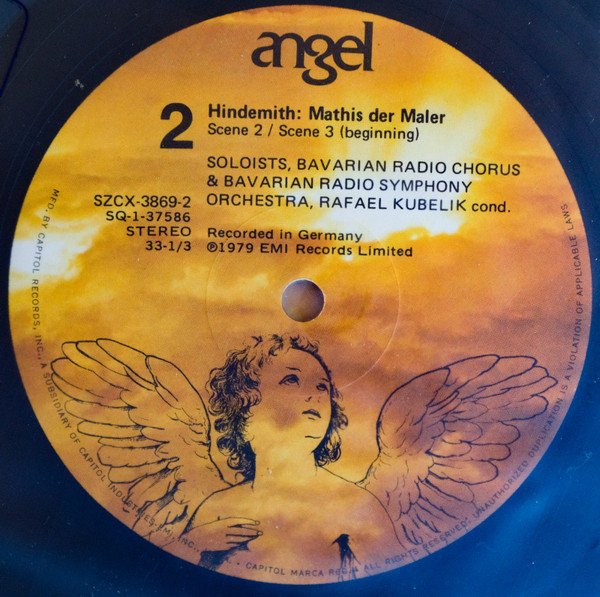 angel
2
Hindemith: Mathis der Maler
Scene 2 / Scene 3 (beginning)
SOLOISTS, BAVARIAN RADIO CHORUS
& BAVARIAN RADIO SYMPHONY
ORCHESTRA, RAFAEL KUBELIK cond.
SZCX-3869-2
SQ-1-37586
STEREO
33-1/3
Recorded in Germany
℗1979 EMI Records Limited
MFD. BY CAPITOL RECORDS, INC., A SUBSIDIARY OF CAPITOL INDUSTRIES-EMI, INC. • CAPITOL MARCA REG. • ALL RIGHTS RESERVED. UNAUTHORIZED DUPLICATION IS A VIOLATION OF APPLICABLE LAWS